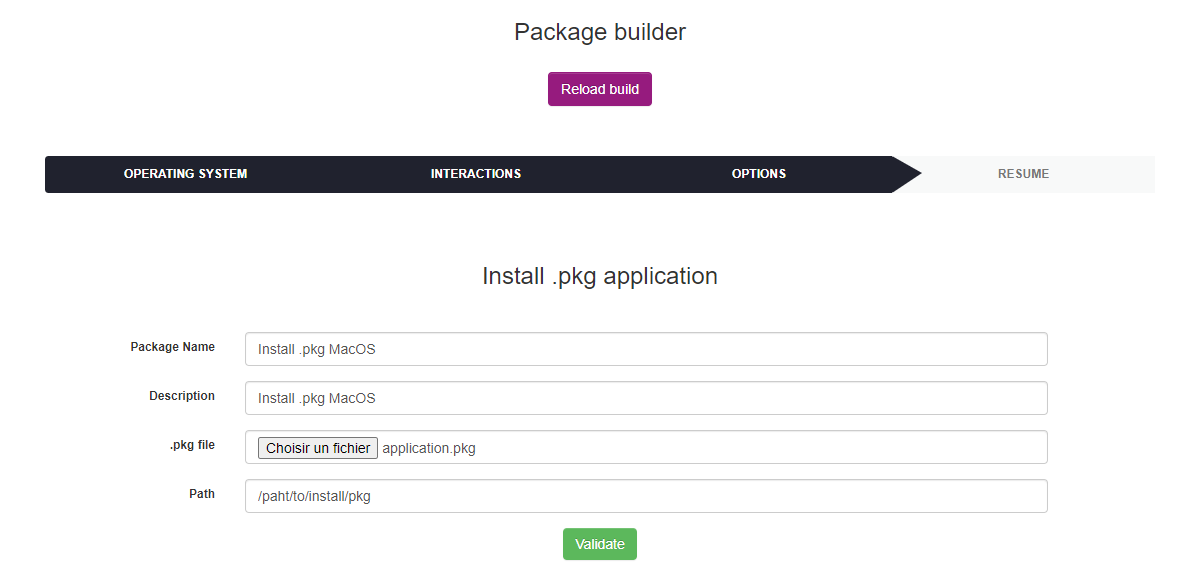 Package builder
Reload build
OPERATING SYSTEM INTERACTIONS OPTIONS RESUME
Install .pkg application
Package Name Install .pkg MacOS
Description Install .pkg MacOS
.pkg file Choisir un fichier application.pkg
Path /paht/to/install/pkg
Validate